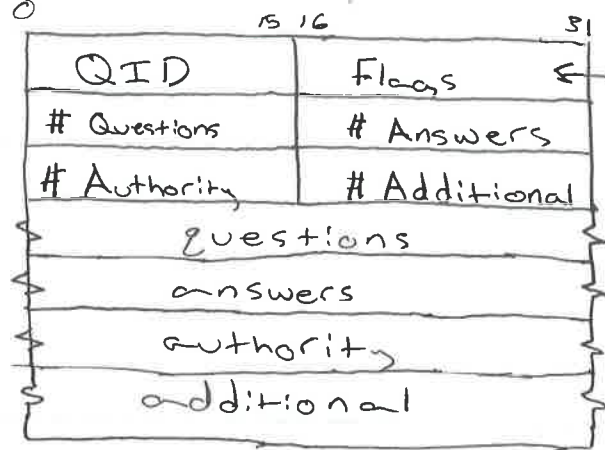 0 15 16 31
QID Flags
# Questions # Answers
# Authority # Additional
questions
answers
authority
additional